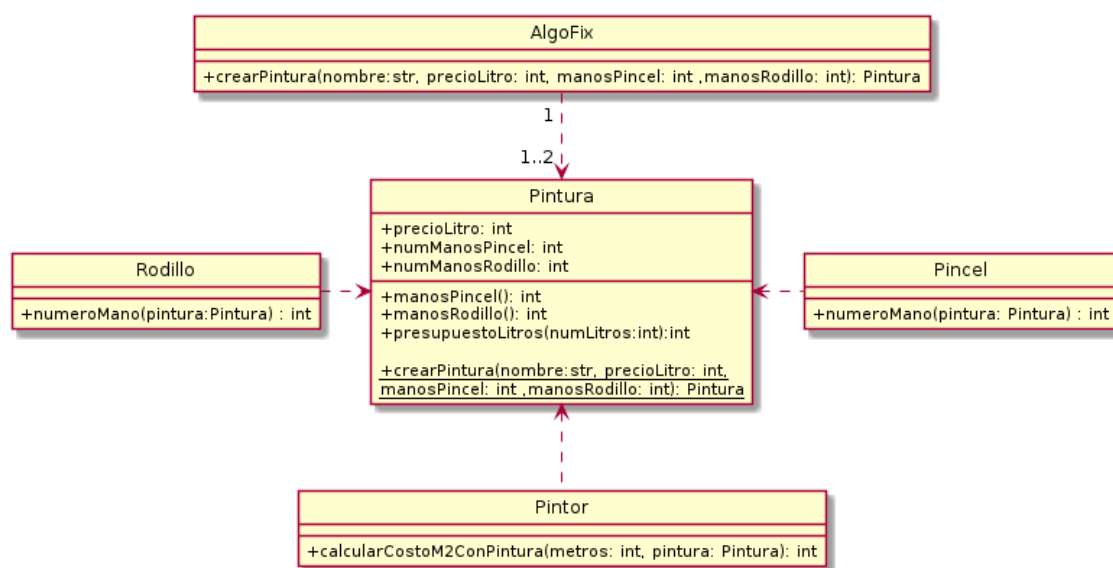 AlgoFix
+crearPintura(nombre:str, precioLitro: int, manosPincel: int ,manosRodillo: int): Pintura
1
1..2
Pintura
+precioLitro: int
+numManosPincel: int
+numManosRodillo: int
+manosPincel(): int
+manosRodillo(): int
+presupuestoLitros(numLitros:int):int
+crearPintura(nombre:str, precioLitro: int,
manosPincel: int ,manosRodillo: int): Pintura
Rodillo
+numeroMano(pintura:Pintura) : int
Pincel
+numeroMano(pintura: Pintura) : int
Pintor
+calcularCostoM2ConPintura(metros: int, pintura: Pintura): int